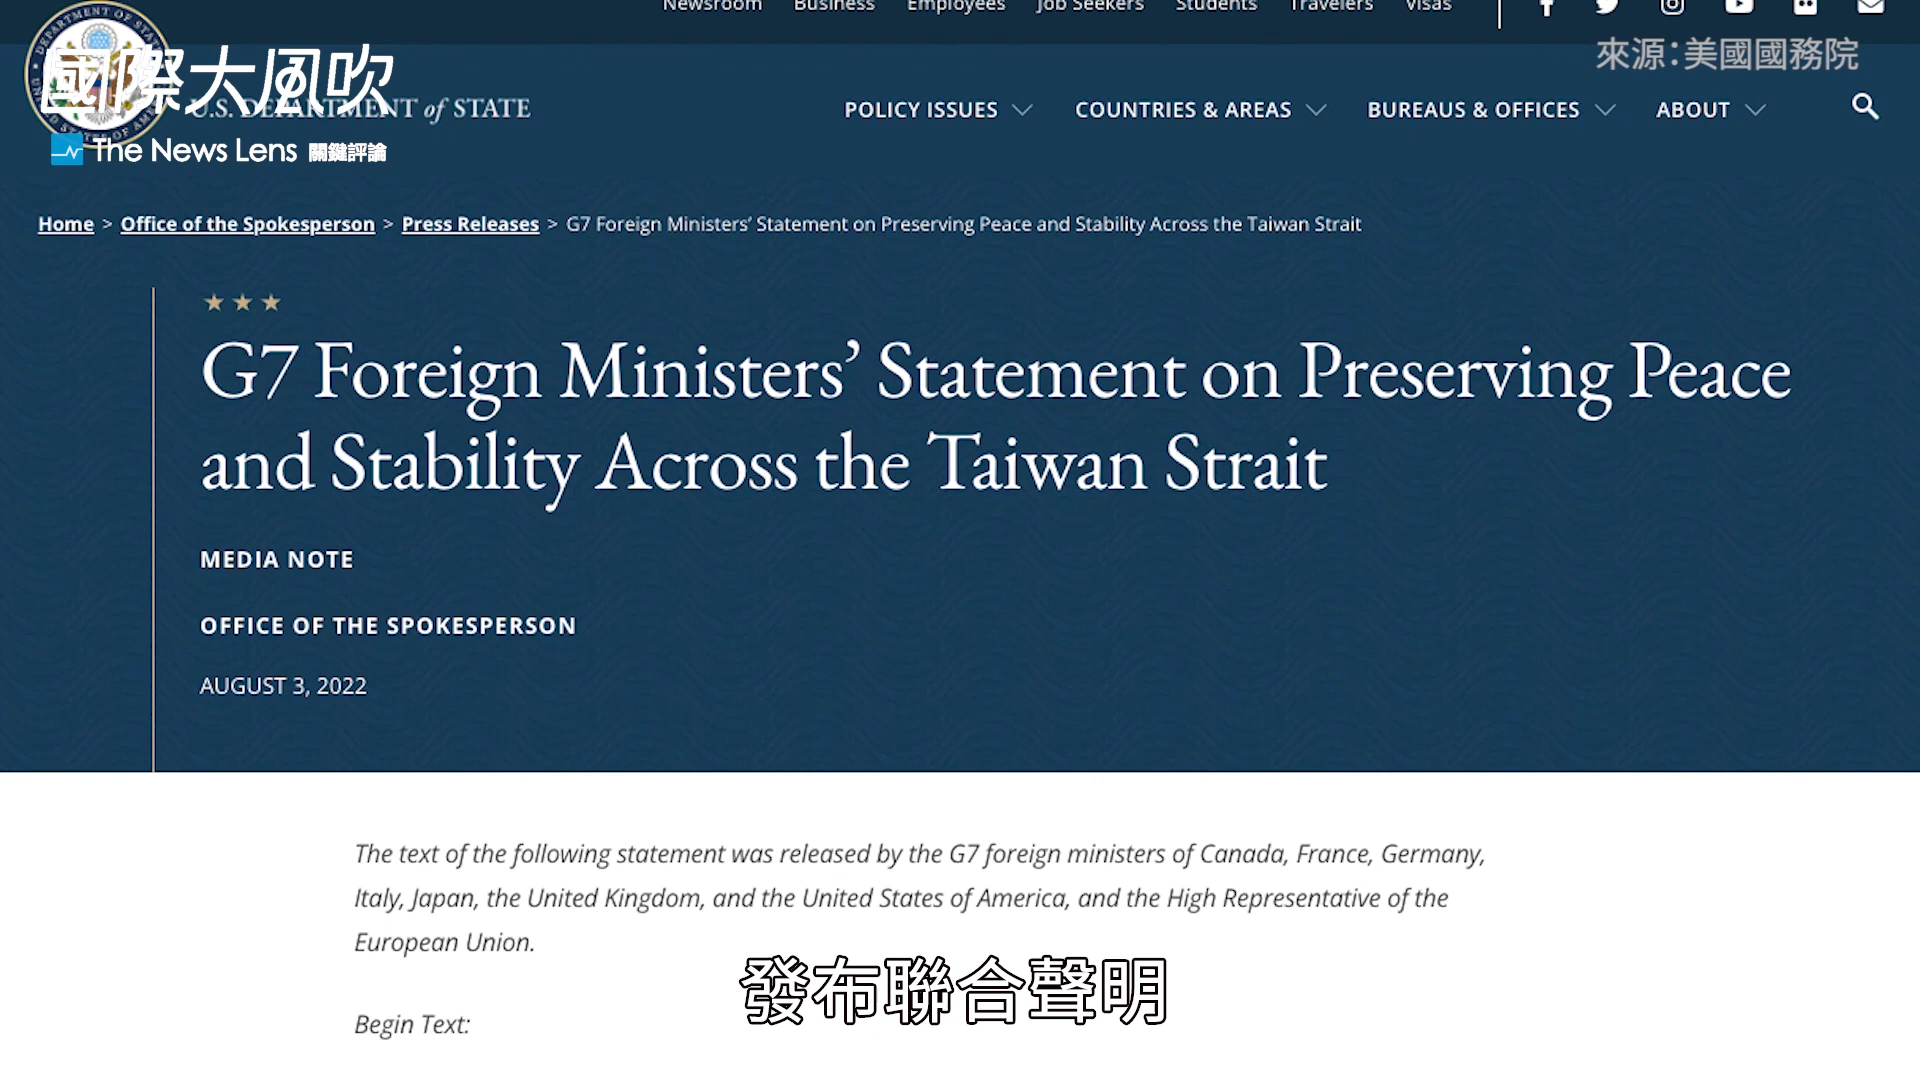 Newsroom Business Employees Job Seekers Students Travelers Visas
來源：美國國務院
國際大風吹
U.S. DEPARTMENT of STATE
POLICY ISSUES COUNTRIES & AREAS BUREAUS & OFFICES ABOUT
The News Lens 關鍵評論
Home > Office of the Spokesperson > Press Releases > G7 Foreign Ministers’ Statement on Preserving Peace and Stability Across the Taiwan Strait
G7 Foreign Ministers’ Statement on Preserving Peace
and Stability Across the Taiwan Strait
MEDIA NOTE
OFFICE OF THE SPOKESPERSON
AUGUST 3, 2022
The text of the following statement was released by the G7 foreign ministers of Canada, France, Germany,
Italy, Japan, the United Kingdom, and the United States of America, and the High Representative of the
European Union.
發布聯合聲明
Begin Text: